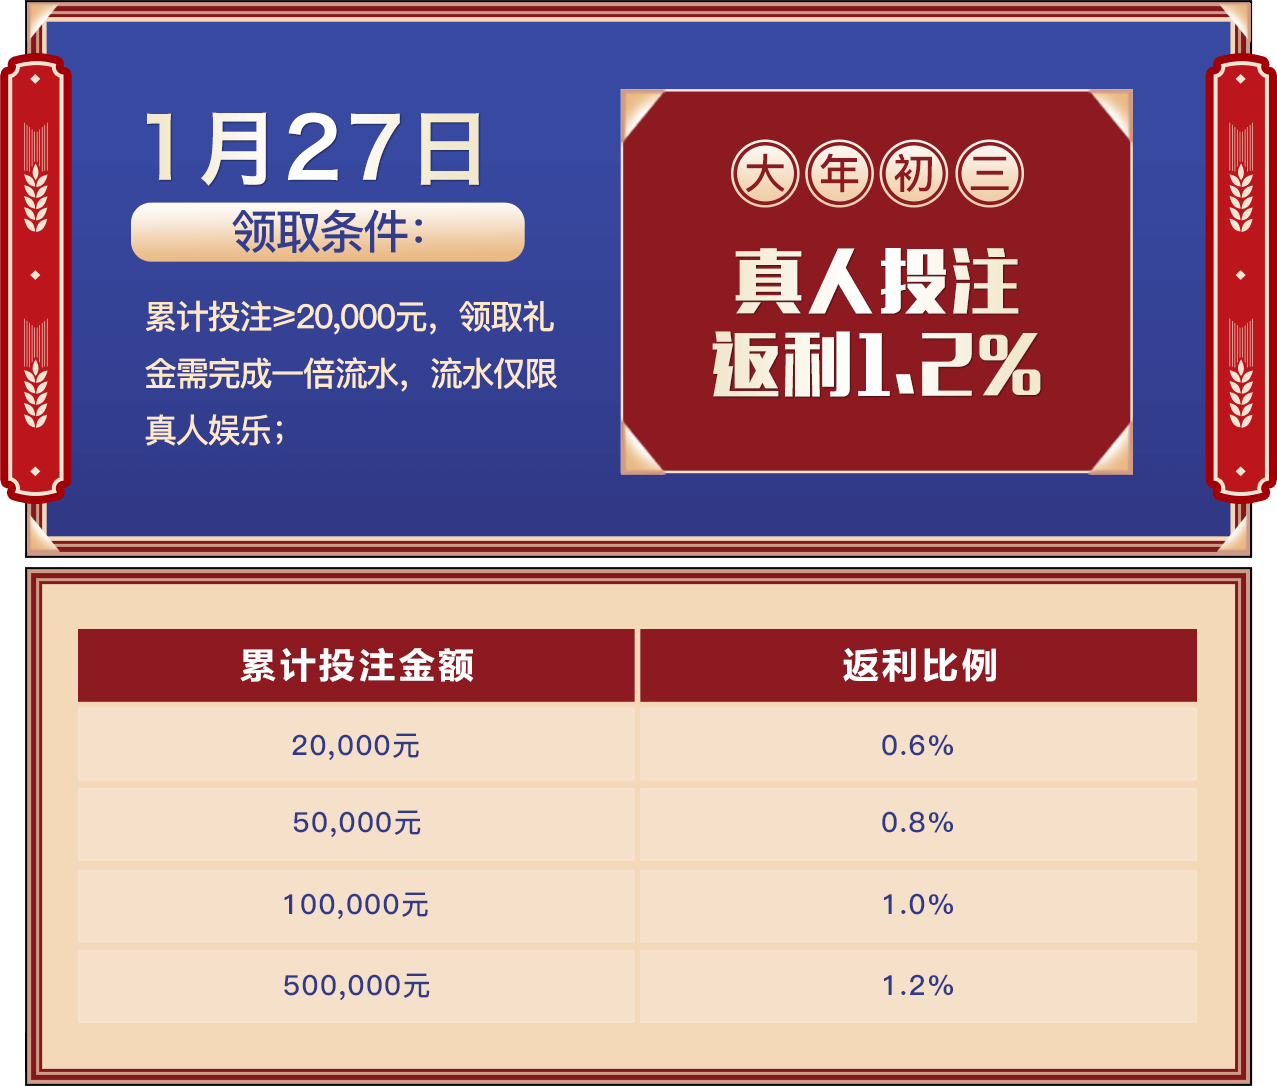 1月27日
领取条件：
累计投注≥20,000元，领取礼
金需完成一倍流水，流水仅限
真人娱乐；
大年初三
真人投注
返利1.2%
累计投注金额 返利比例
20,000元 0.6%
50,000元 0.8%
100,000元 1.0%
500,000元 1.2%